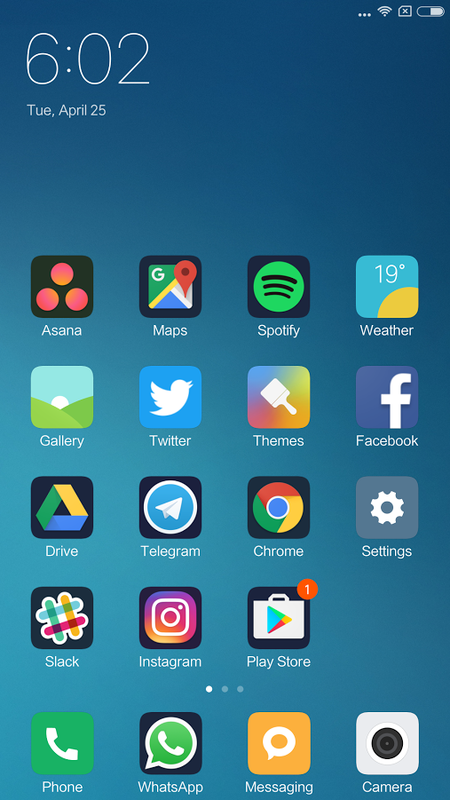 6:02
Tue, April 25
G
19°
Asana Maps Spotify Weather
Gallery Twitter Themes Facebook
Drive Telegram Chrome Settings
1
Slack Instagram Play Store
Phone WhatsApp Messaging Camera